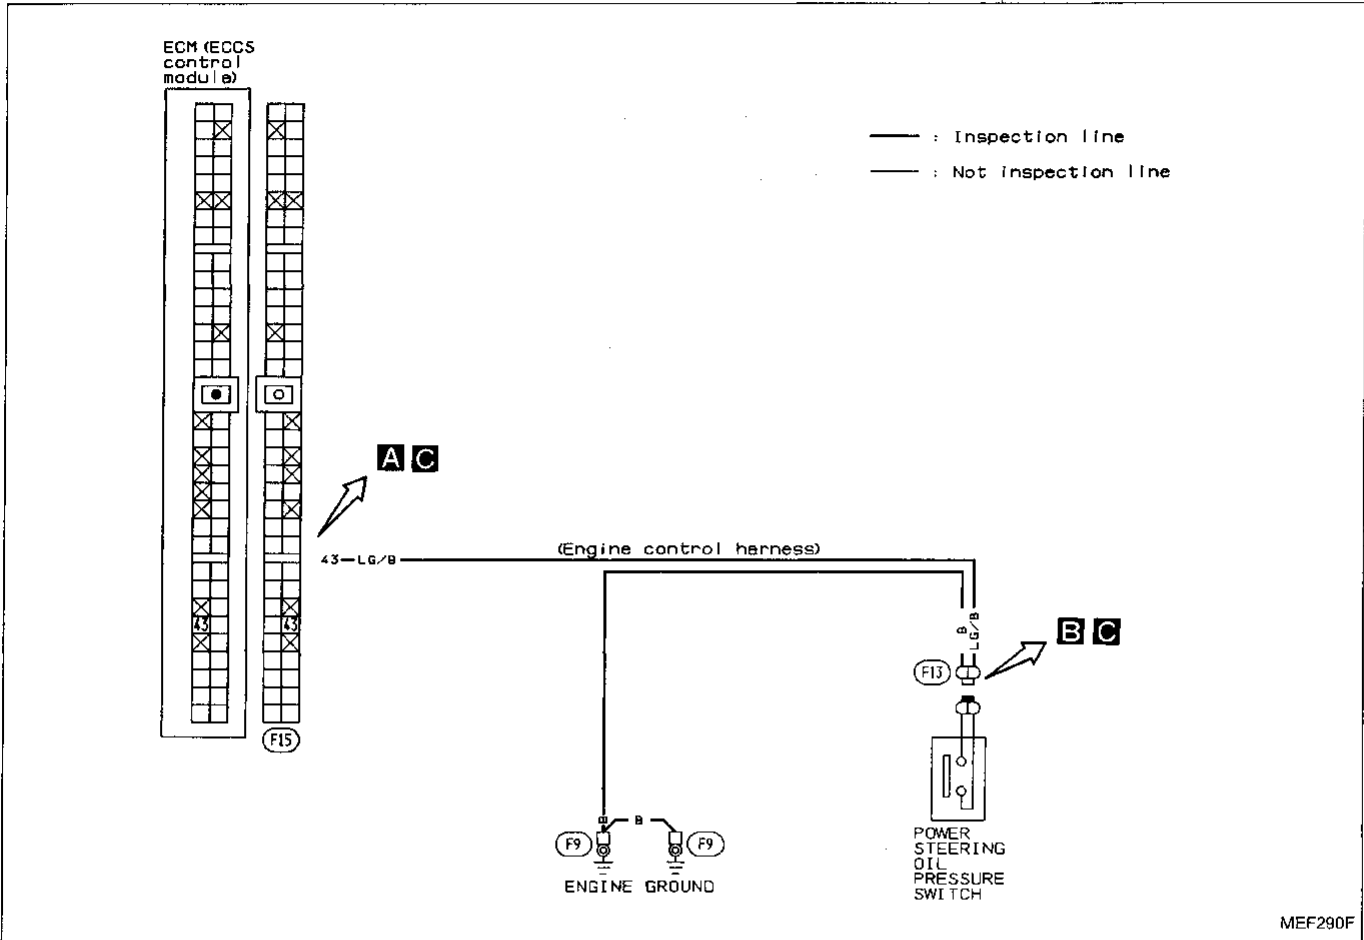 ECM (ECCS
control
module)
: Inspection line
: Not inspection line
A C
43
LG/B
(Engine control harness)
43
43
B
LG/B
B C
F13
F15
B
B
F9
F9
ENGINE GROUND
POWER
STEERING
OIL
PRESSURE
SWITCH
MEF290F